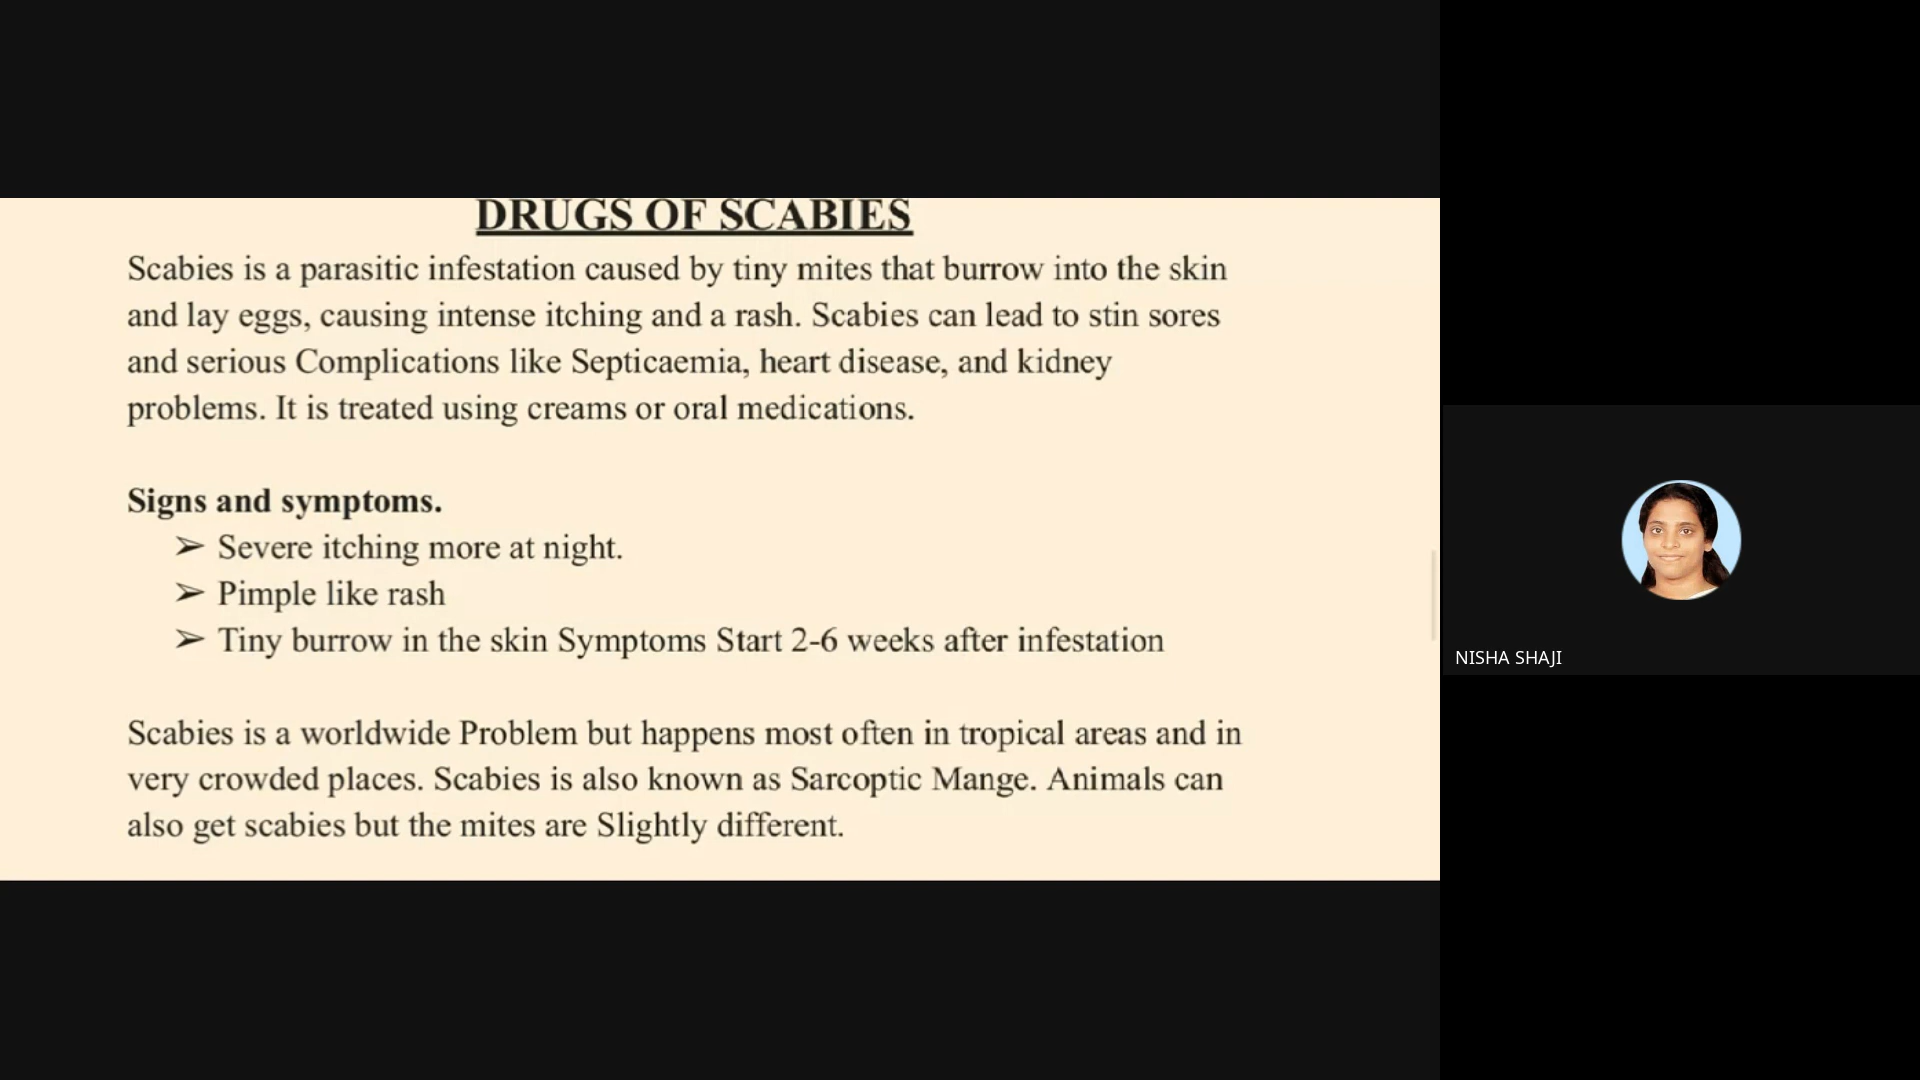 DRUGS OF SCABIES
Scabies is a parasitic infestation caused by tiny mites that burrow into the skin
and lay eggs, causing intense itching and a rash. Scabies can lead to stin sores
and serious Complications like Septicaemia, heart disease, and kidney
problems. It is treated using creams or oral medications.
Signs and symptoms.
➢ Severe itching more at night.
➢ Pimple like rash
➢ Tiny burrow in the skin Symptoms Start 2-6 weeks after infestation
Scabies is a worldwide Problem but happens most often in tropical areas and in
very crowded places. Scabies is also known as Sarcoptic Mange. Animals can
also get scabies but the mites are Slightly different.
NISHA SHAJI